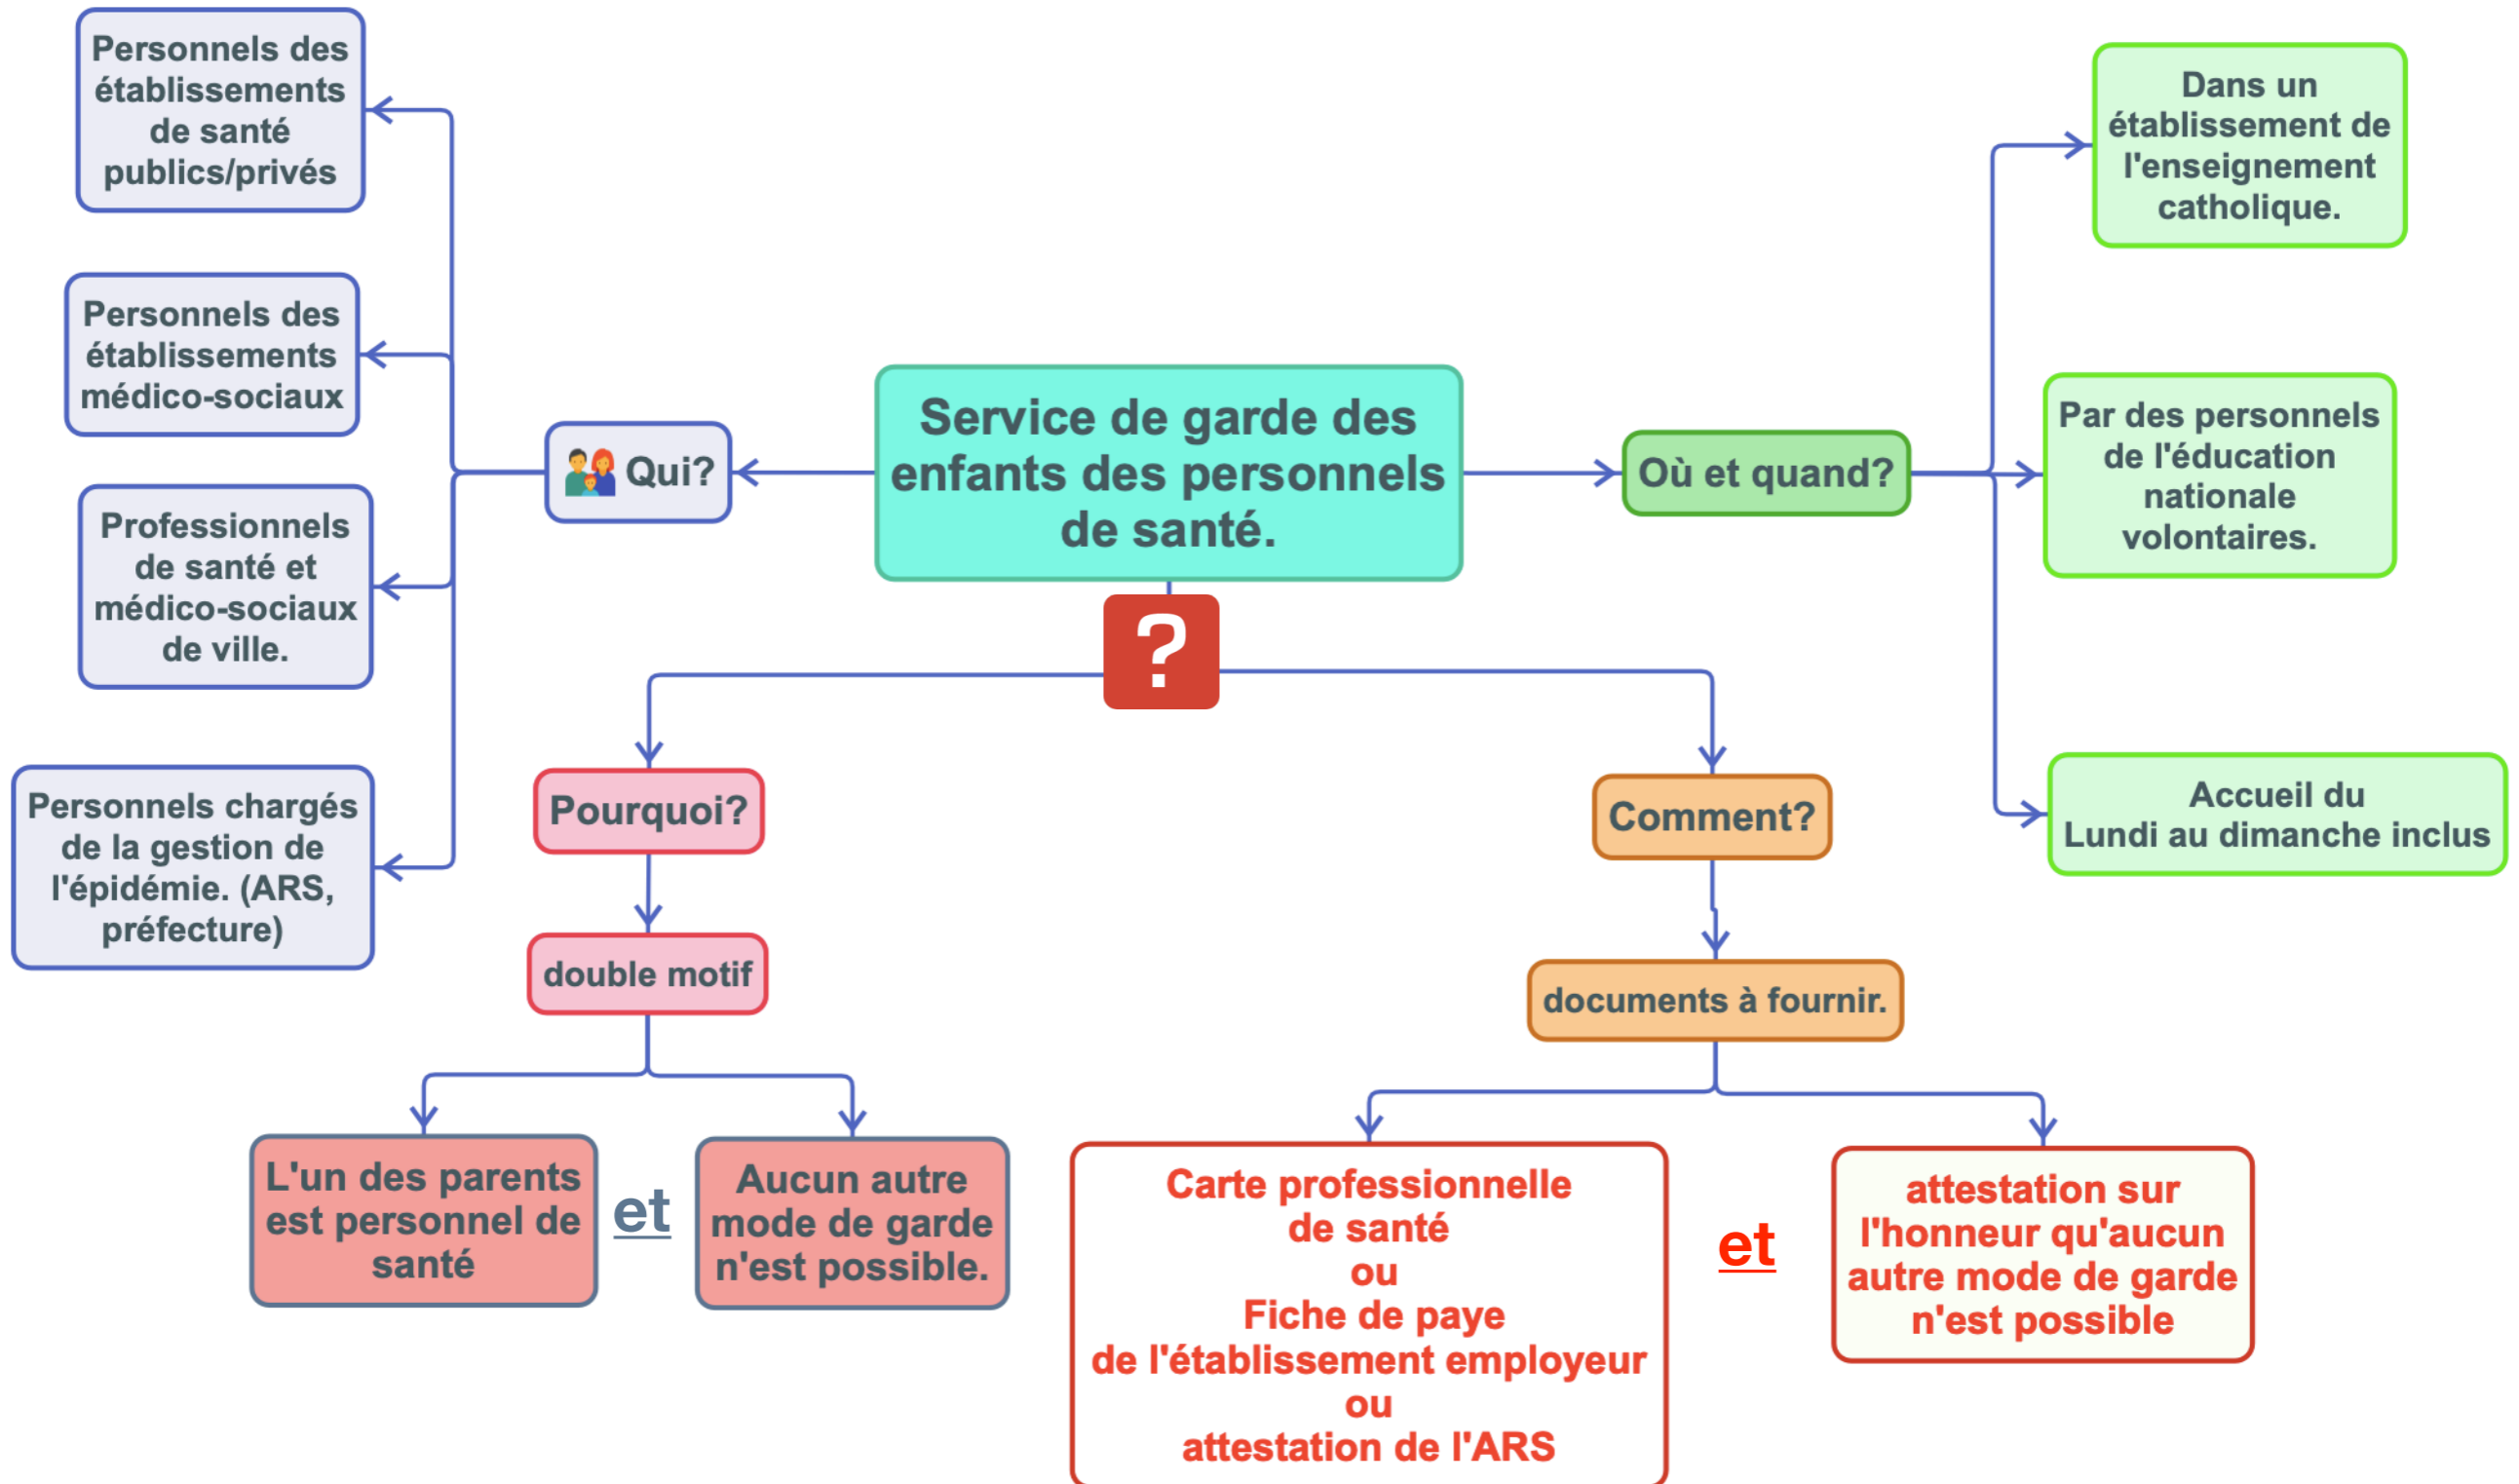 Personnels des
établissements
de santé
publics/privés
Personnels des
établissements
médico-sociaux
Professionnels
de santé et
médico-sociaux
de ville.
Personnels chargés
de la gestion de
l'épidémie. (ARS,
préfecture)
Qui?
Service de garde des
enfants des personnels
de santé.
?
Où et quand?
Dans un
établissement de
l'enseignement
catholique.
Par des personnels
de l'éducation
nationale
volontaires.
Accueil du
Lundi au dimanche inclus
Pourquoi?
double motif
L'un des parents
est personnel de
santé
et
Aucun autre
mode de garde
n'est possible.
Comment?
documents à fournir.
Carte professionnelle
de santé
ou
Fiche de paye
de l'établissement employeur
ou
attestation de l'ARS
et
attestation sur
l'honneur qu'aucun
autre mode de garde
n'est possible